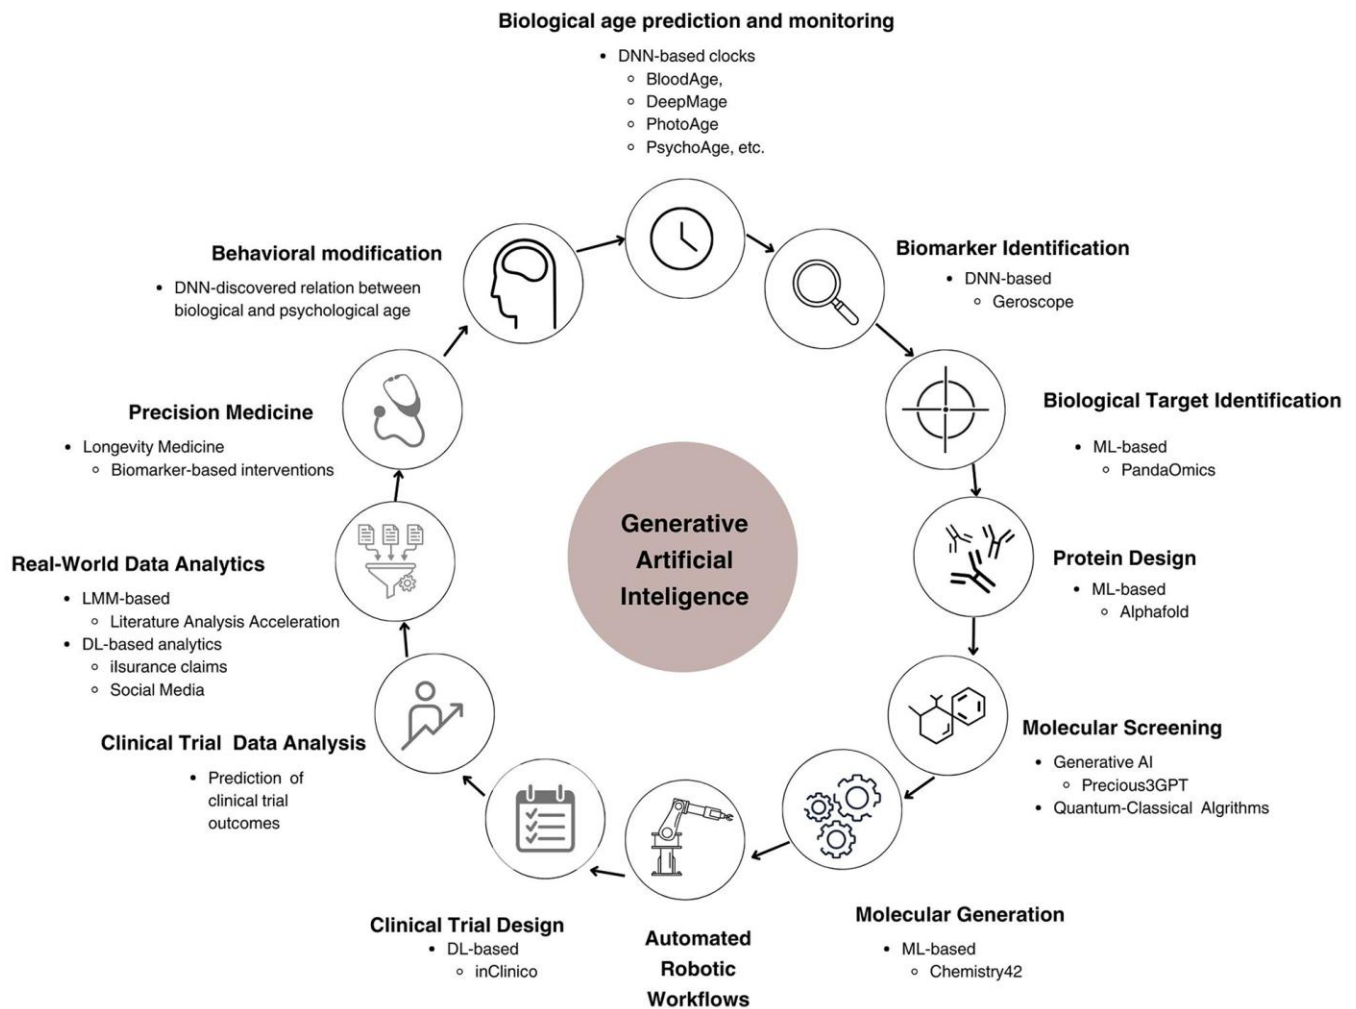 Biological age prediction and monitoring
• DNN-based clocks
○ BloodAge,
○ DeepMage
○ PhotoAge
○ PsychoAge, etc.
Biomarker Identification
• DNN-based
○ Geroscope
Biological Target Identification
• ML-based
○ PandaOmics
Protein Design
• ML-based
○ Alphafold
Molecular Screening
• Generative AI
○ Precious3GPT
• Quantum-Classical Algrithms
Molecular Generation
• ML-based
○ Chemistry42
Automated
Robotic
Workflows
Clinical Trial Design
• DL-based
○ inClinico
Clinical Trial Data Analysis
• Prediction of
clinical trial
outcomes
Real-World Data Analytics
• LMM-based
○ Literature Analysis Acceleration
• DL-based analytics
○ ilsurance claims
○ Social Media
Precision Medicine
• Longevity Medicine
○ Biomarker-based interventions
Behavioral modification
• DNN-discovered relation between
biological and psychological age
Generative
Artificial
Inteligence